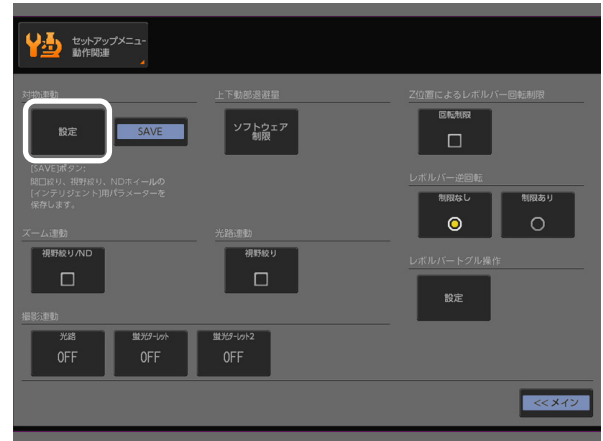 セットアップメニュー
動作関連
対物連動
設定
SAVE
[SAVE]ボタン:
開口絞り、視野絞り、NDホイールの
[インテリジェント]用パラメーターを
保存します。
上下動部退避量
ソフトウェア
制限
Z位置によるレボルバー回転制限
回転制限
レボルバー逆回転
制限なし
制限あり
ズーム連動
視野絞り/ND
光路連動
視野絞り
レボルバートグル操作
設定
撮影連動
光路
OFF
蛍光ターレット
OFF
蛍光ターレット2
OFF
<<メイン